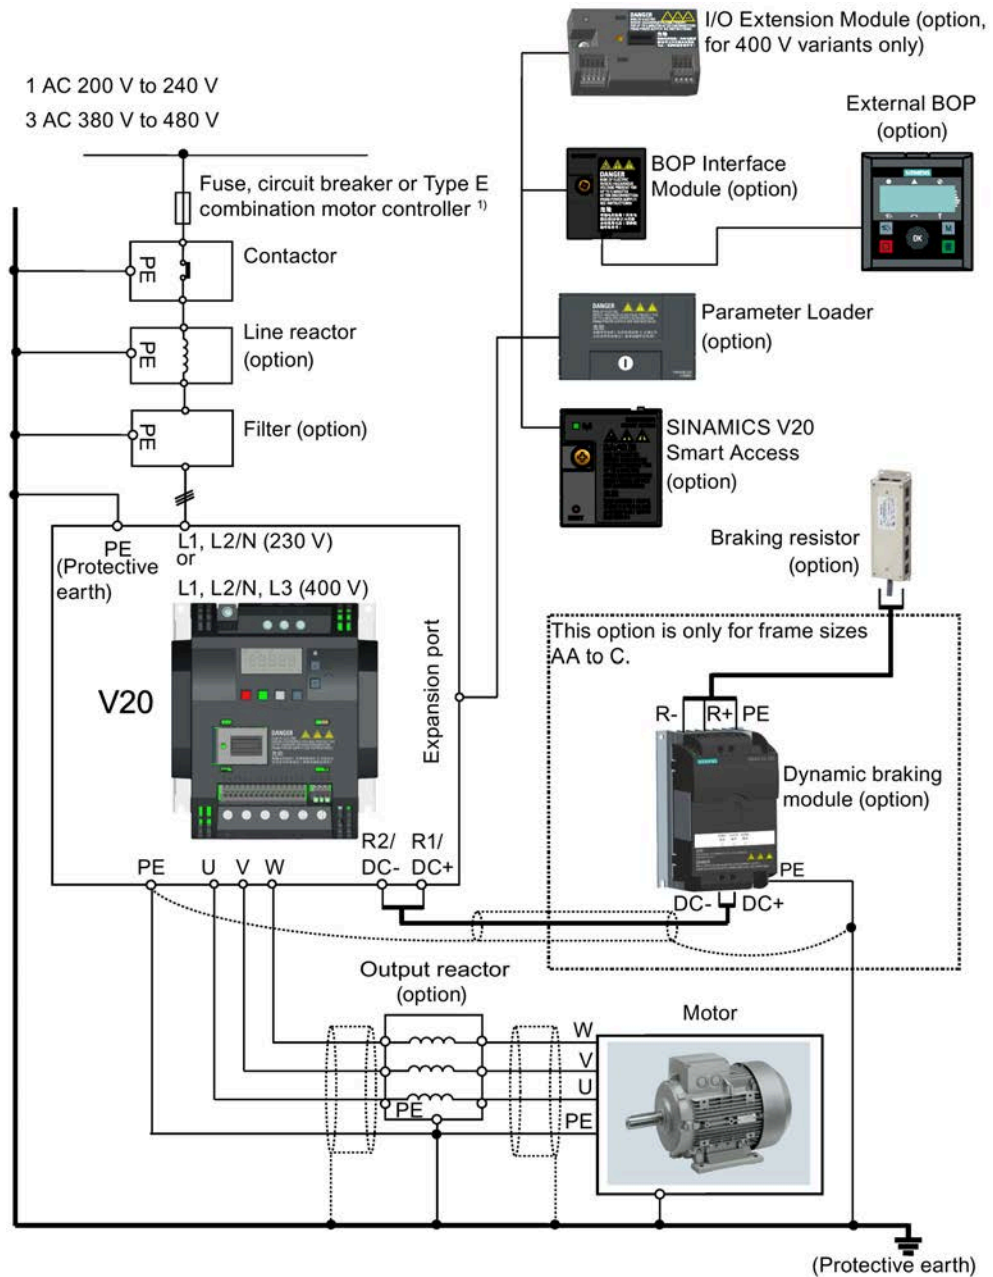 I/O Extension Module (option,
for 400 V variants only)
1 AC 200 V to 240 V
3 AC 380 V to 480 V
External BOP
(option)
Fuse, circuit breaker or Type E
combination motor controller 1)
BOP Interface
Module (option)
DANGER
SIEMENS
M
OK
PE
Contactor
PE
Line reactor
(option)
DANGER
Parameter Loader
(option)
PE
Filter (option)
SINAMICS V20
Smart Access
(option)
Braking resistor
(option)
PE
(Protective
earth)
L1, L2/N (230 V)
or
L1, L2/N, L3 (400 V)
Expansion port
V20
DANGER
This option is only for frame sizes
AA to C.
R-
R+
PE
Dynamic braking
module (option)
PE
DC-
DC+
PE
U
V
W
R2/
DC-
R1/
DC+
Output reactor
(option)
PE
Motor
W
V
U
PE
(Protective earth)